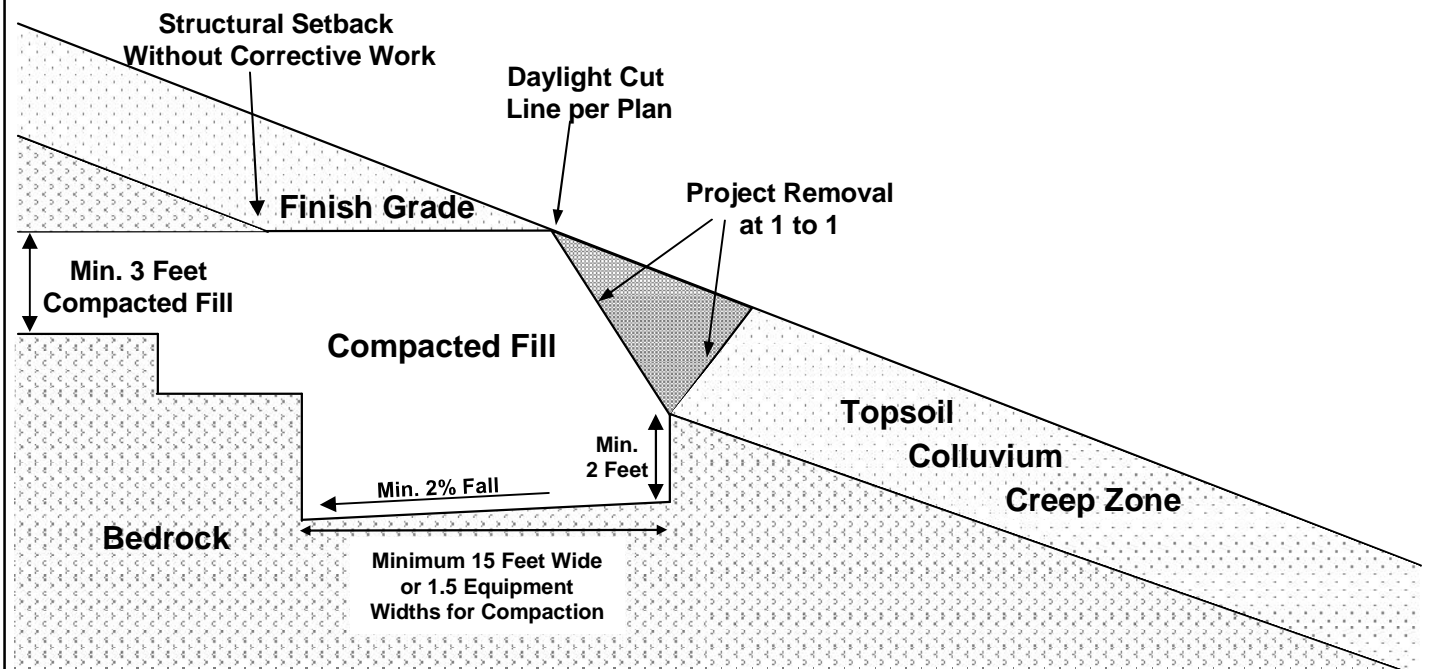 Structural Setback
Without Corrective Work
Daylight Cut
Line per Plan
Project Removal
at 1 to 1
Finish Grade
Min. 3 Feet
Compacted Fill
Compacted Fill
Topsoil
Colluvium
Creep Zone
Min.
2 Feet
Min. 2% Fall
Bedrock
Minimum 15 Feet Wide
or 1.5 Equipment
Widths for Compaction